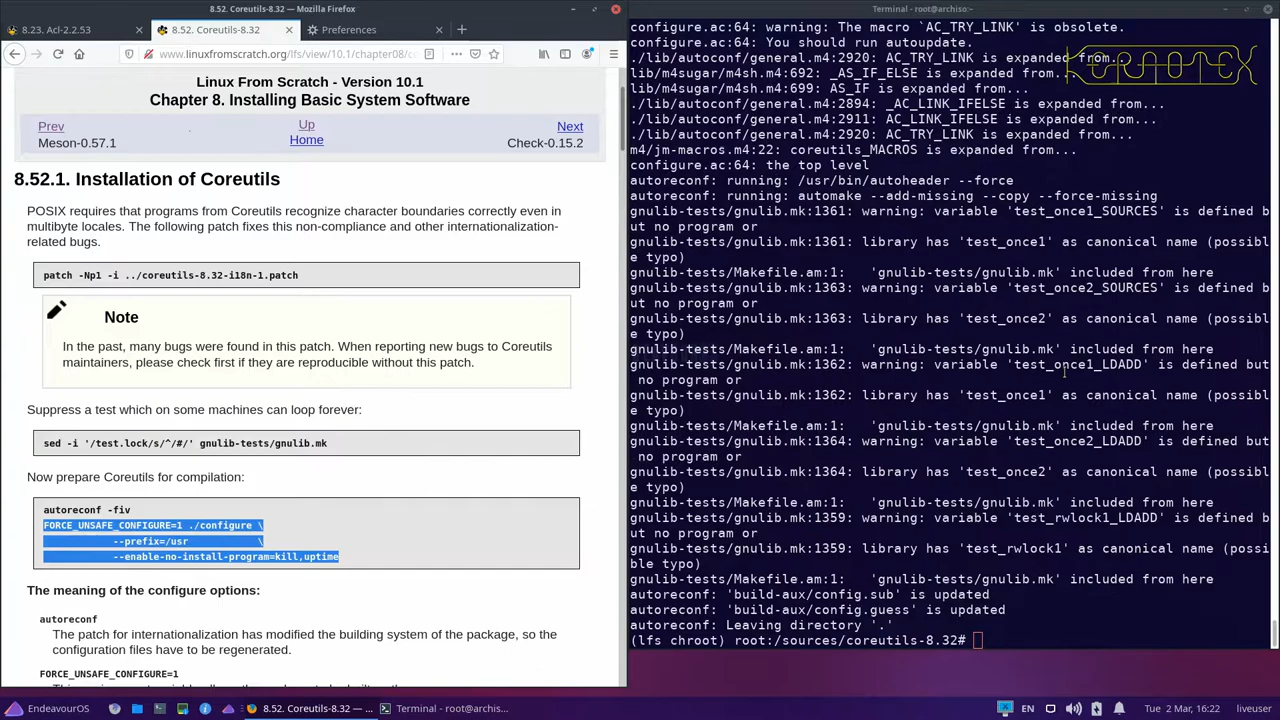 8.52. Coreutils-8.32 — Mozilla Firefox
8.23. Acl-2.2.53
8.52. Coreutils-8.32
Preferences
www.linuxfromscratch.org/lfs/view/10.1/chapter08/co
Linux From Scratch - Version 10.1
Chapter 8. Installing Basic System Software
Prev
Up
Next
Meson-0.57.1
Home
Check-0.15.2
8.52.1. Installation of Coreutils
POSIX requires that programs from Coreutils recognize character boundaries correctly even in
multibyte locales. The following patch fixes this non-compliance and other internationalization-
related bugs.
patch -Np1 -i ../coreutils-8.32-i18n-1.patch
Note
In the past, many bugs were found in this patch. When reporting new bugs to Coreutils
maintainers, please check first if they are reproducible without this patch.
Suppress a test which on some machines can loop forever:
sed -i '/test.lock/s/^/#/' gnulib-tests/gnulib.mk
Now prepare Coreutils for compilation:
autoreconf -fiv
FORCE_UNSAFE_CONFIGURE=1 ./configure \
--prefix=/usr \
--enable-no-install-program=kill,uptime
The meaning of the configure options:
autoreconf
The patch for internationalization has modified the building system of the package, so the
configuration files have to be regenerated.
FORCE_UNSAFE_CONFIGURE=1
Terminal - root@archiso:~
configure.ac:64: warning: The macro `AC_TRY_LINK' is obsolete.
configure.ac:64: You should run autoupdate.
./lib/autoconf/general.m4:2920: AC_TRY_LINK is expanded from...
lib/m4sugar/m4sh.m4:692: _AS_IF_ELSE is expanded from...
lib/m4sugar/m4sh.m4:699: AS_IF is expanded from...
./lib/autoconf/general.m4:2894: _AC_LINK_IFELSE is expanded from...
./lib/autoconf/general.m4:2911: AC_LINK_IFELSE is expanded from...
./lib/autoconf/general.m4:2920: AC_TRY_LINK is expanded from...
m4/jm-macros.m4:22: coreutils_MACROS is expanded from...
configure.ac:64: the top level
autoreconf: running: /usr/bin/autoheader --force
autoreconf: running: automake --add-missing --copy --force-missing
gnulib-tests/gnulib.mk:1361: warning: variable 'test_once1_SOURCES' is defined b
ut no program or
gnulib-tests/gnulib.mk:1361: library has 'test_once1' as canonical name (possibl
e typo)
gnulib-tests/Makefile.am:1: 'gnulib-tests/gnulib.mk' included from here
gnulib-tests/gnulib.mk:1363: warning: variable 'test_once2_SOURCES' is defined b
ut no program or
gnulib-tests/gnulib.mk:1363: library has 'test_once2' as canonical name (possibl
e typo)
gnulib-tests/Makefile.am:1: 'gnulib-tests/gnulib.mk' included from here
gnulib-tests/gnulib.mk:1362: warning: variable 'test_once1_LDADD' is defined but
no program or
gnulib-tests/gnulib.mk:1362: library has 'test_once1' as canonical name (possibl
e typo)
gnulib-tests/Makefile.am:1: 'gnulib-tests/gnulib.mk' included from here
gnulib-tests/gnulib.mk:1364: warning: variable 'test_once2_LDADD' is defined but
no program or
gnulib-tests/gnulib.mk:1364: library has 'test_once2' as canonical name (possibl
e typo)
gnulib-tests/Makefile.am:1: 'gnulib-tests/gnulib.mk' included from here
gnulib-tests/gnulib.mk:1359: warning: variable 'test_rwlock1_LDADD' is defined
but no program or
gnulib-tests/gnulib.mk:1359: library has 'test_rwlock1' as canonical name (possi
ble typo)
gnulib-tests/Makefile.am:1: 'gnulib-tests/gnulib.mk' included from here
autoreconf: 'build-aux/config.sub' is updated
autoreconf: 'build-aux/config.guess' is updated
autoreconf: Leaving directory '.'
(lfs chroot) root:/sources/coreutils-8.32#
EndeavourOS
8.52. Coreutils-8.32 — ...
Terminal - root@archis...
EN
Tue 2 Mar, 16:22
liveuser